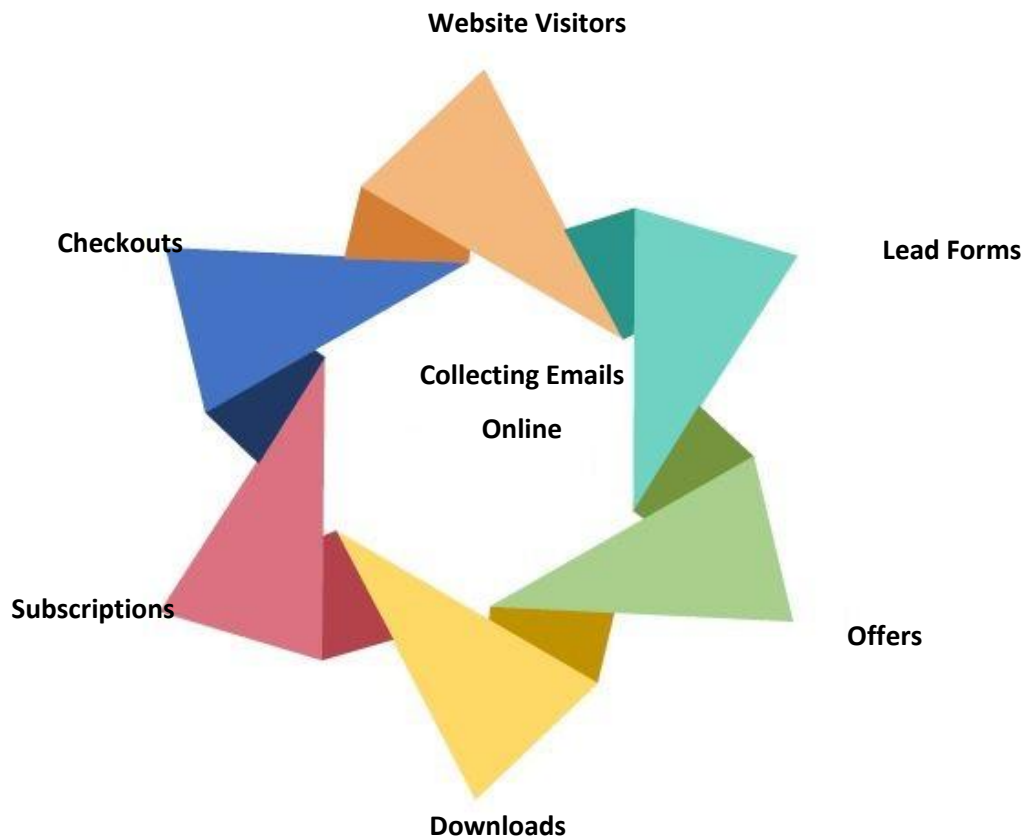 Website Visitors
Checkouts
Lead Forms
Collecting Emails
Online
Subscriptions
Offers
Downloads